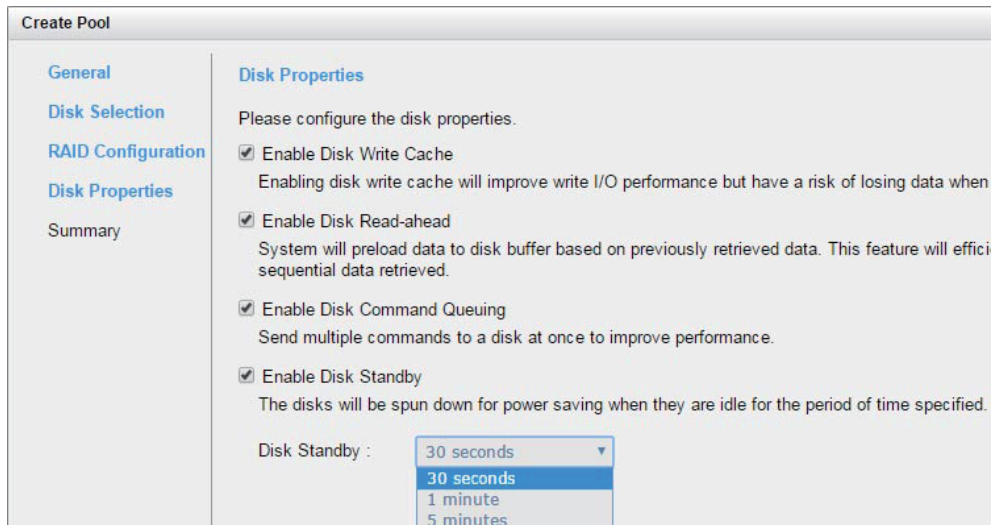 Create Pool
General
Disk Selection
RAID Configuration
Disk Properties
Summary
Disk Properties
Please configure the disk properties.
Enable Disk Write Cache
Enabling disk write cache will improve write I/O performance but have a risk of losing data when
Enable Disk Read-ahead
System will preload data to disk buffer based on previously retrieved data. This feature will effici
sequential data retrieved.
Enable Disk Command Queuing
Send multiple commands to a disk at once to improve performance.
Enable Disk Standby
The disks will be spun down for power saving when they are idle for the period of time specified.
Disk Standby :
30 seconds
30 seconds
1 minute
5 minutes